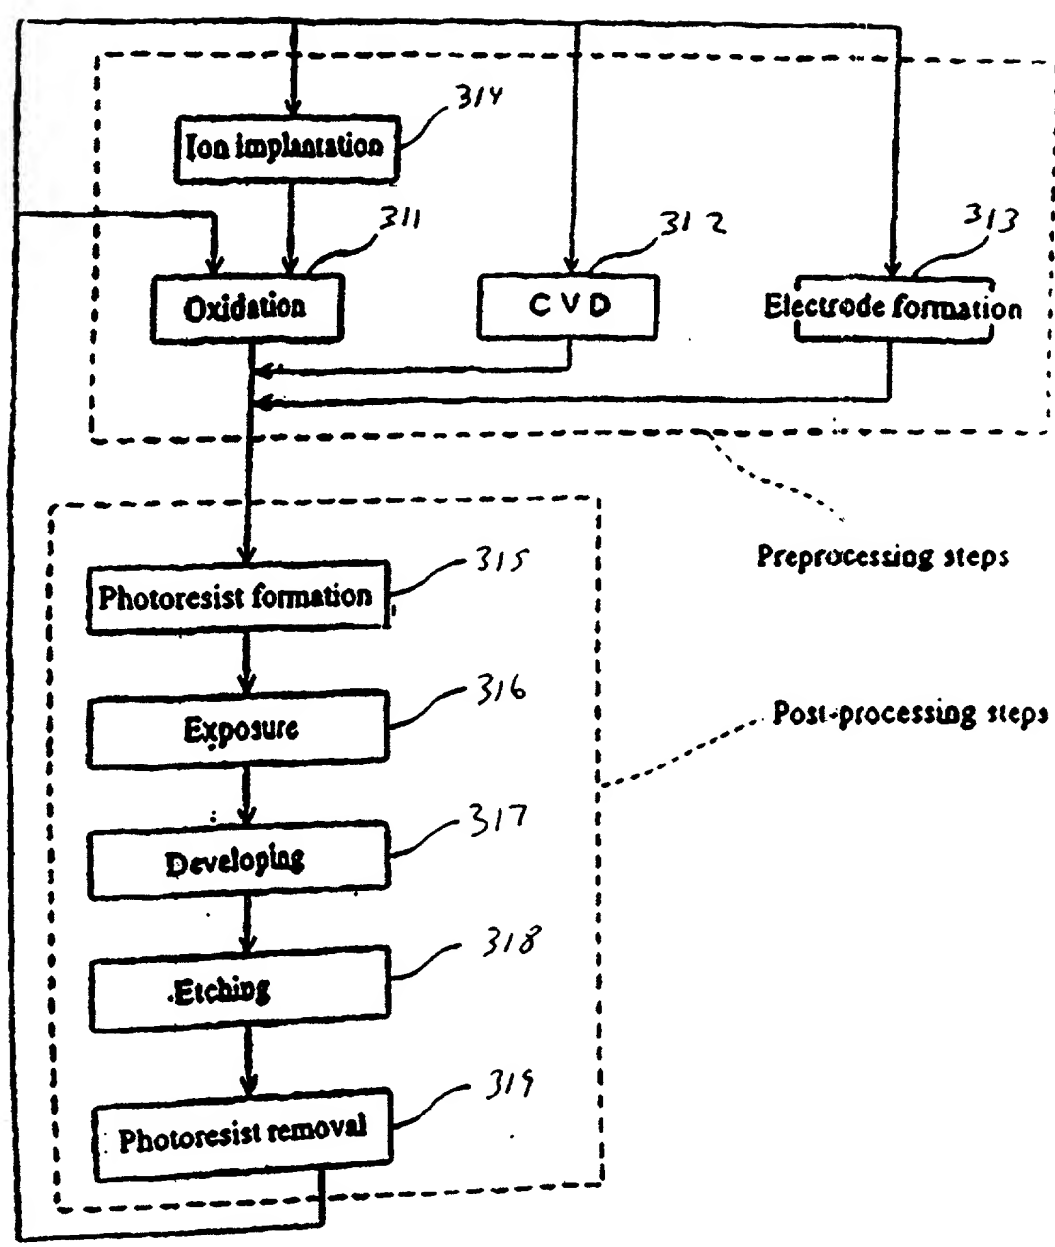 314
Ion implantation
311
312
313
Oxidation
CVD
Electrode formation
Preprocessing steps
315
Photoresist formation
316
Exposure
Post-processing steps
317
Developing
318
Etching
319
Photoresist removal